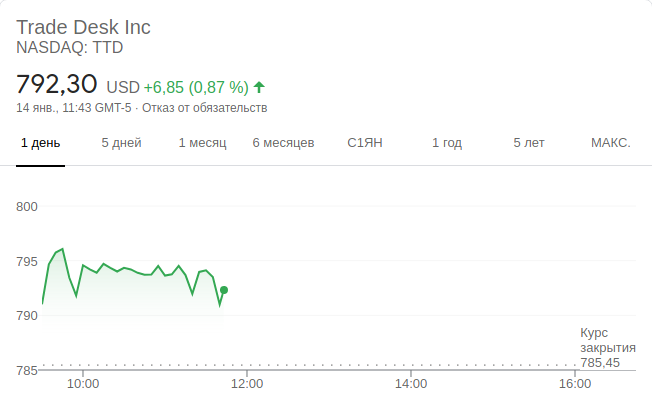 Trade Desk Inc
NASDAQ: TTD
792,30 USD +6,85 (0,87 %)
14 янв., 11:43 GMT-5 · Отказ от обязательств
1 день 5 дней 1 месяц 6 месяцев С1ЯН 1 год 5 лет МАКС.
800
795
790
Курс
закрытия
785,45
785
10:00 12:00 14:00 16:00